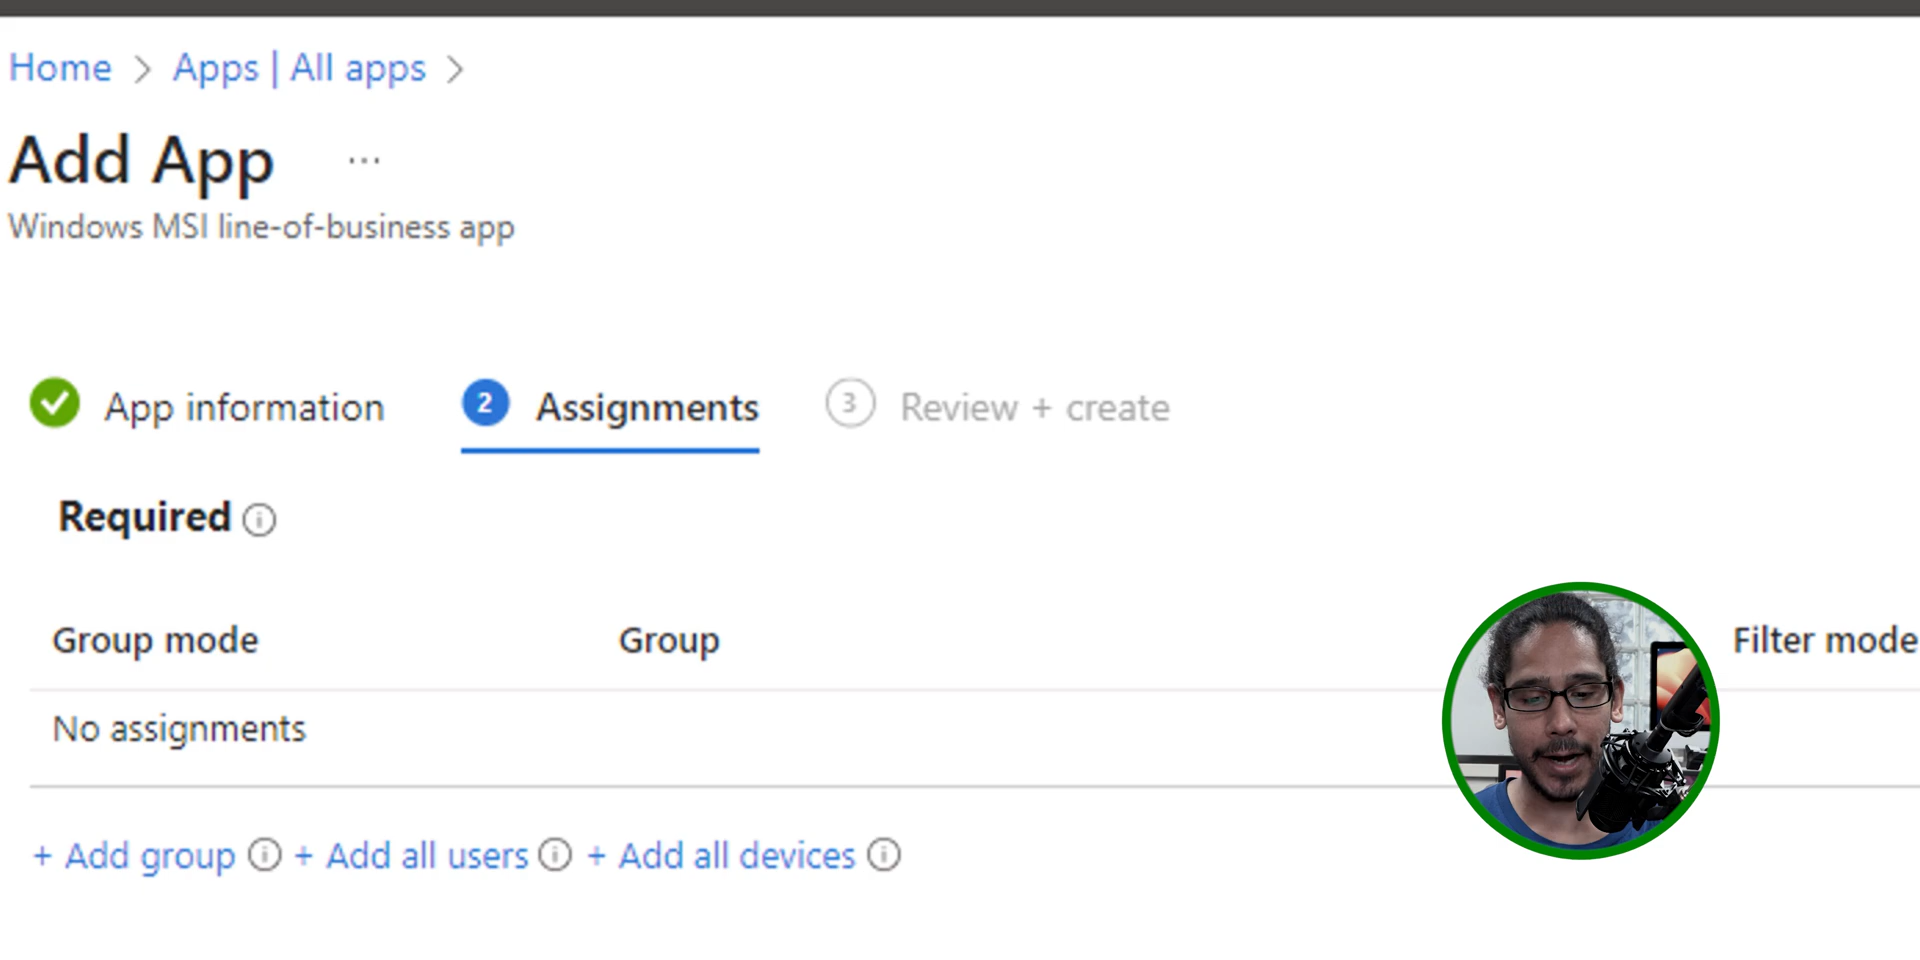 Home > Apps | All apps >
Add App ...
Windows MSI line-of-business app
App information 2 Assignments 3 Review + create
Required
Group mode Group Filter mode
No assignments
+ Add group + Add all users + Add all devices